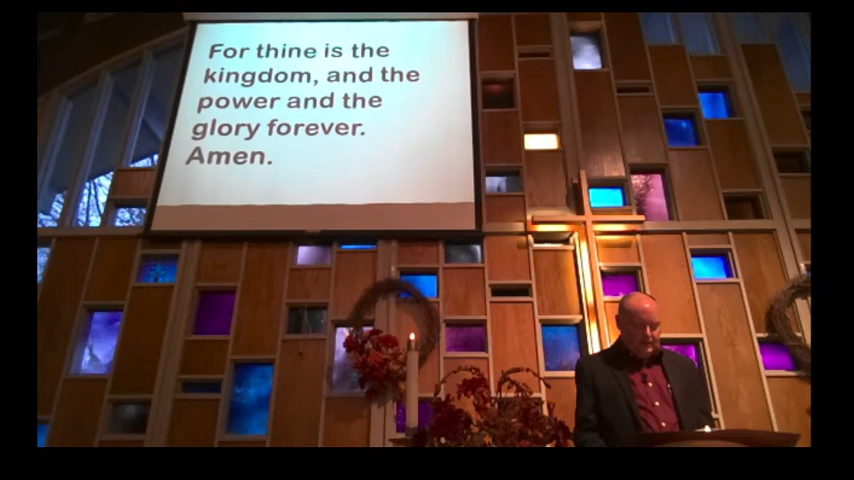 For thine is the
kingdom, and the
power and the
glory forever.
Amen.